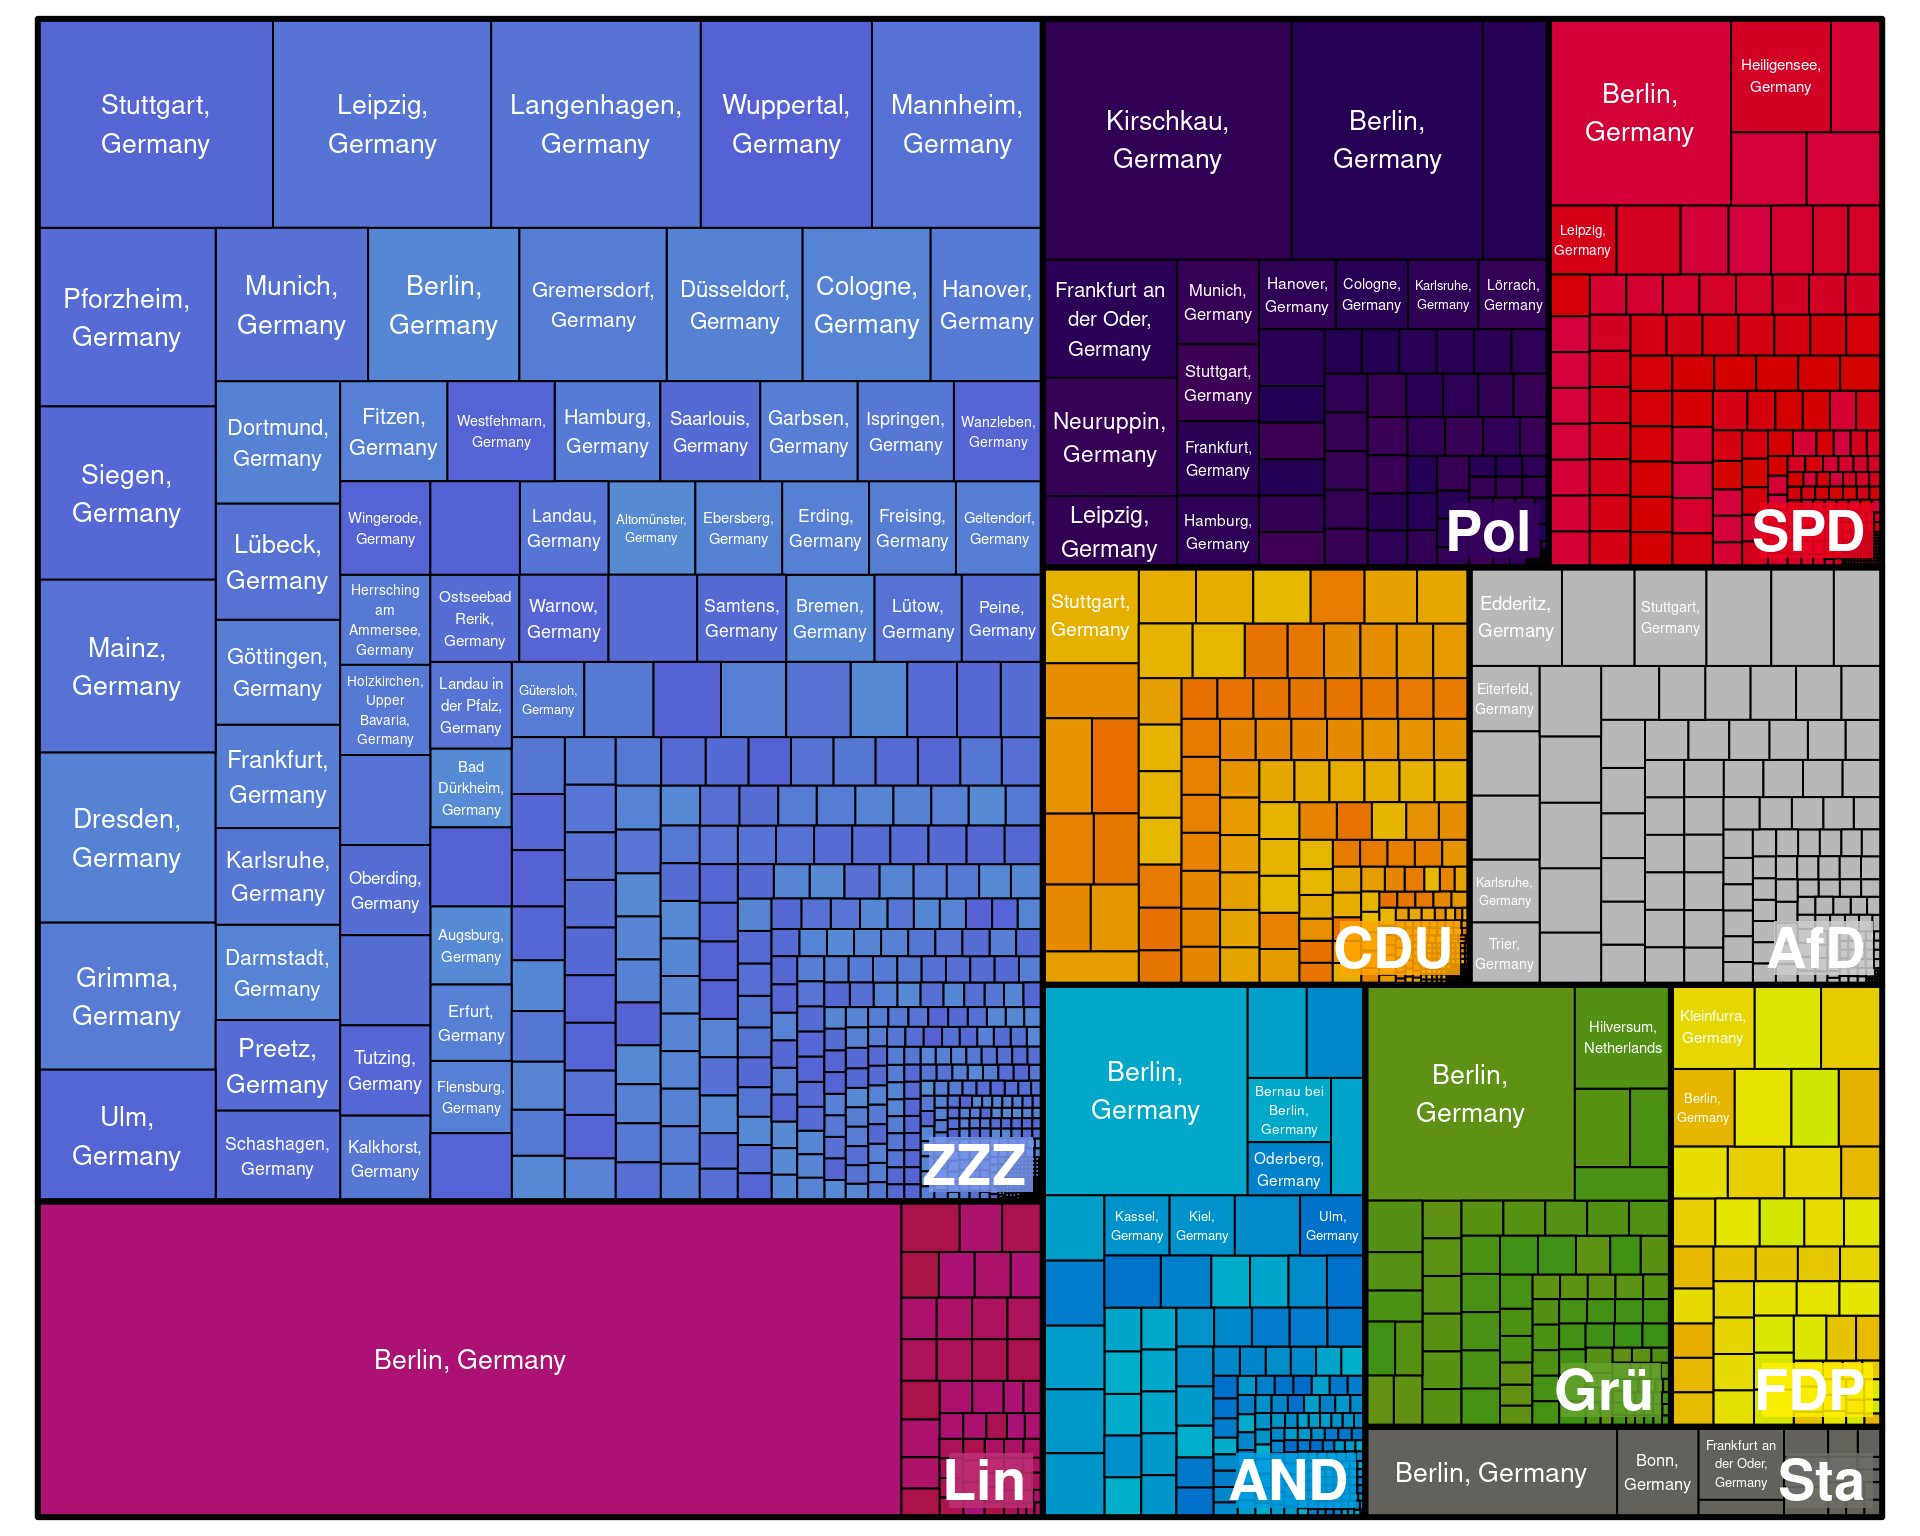 Stuttgart,
Germany
Leipzig,
Germany
Langenhagen,
Germany
Wuppertal,
Germany
Mannheim,
Germany
Pforzheim,
Germany
Munich,
Germany
Berlin,
Germany
Gremersdorf,
Germany
Düsseldorf,
Germany
Cologne,
Germany
Hanover,
Germany
Siegen,
Germany
Mainz,
Germany
Dresden,
Germany
Grimma,
Germany
Ulm,
Germany
Dortmund,
Germany
Lübeck,
Germany
Göttingen,
Germany
Frankfurt,
Germany
Karlsruhe,
Germany
Darmstadt,
Germany
Preetz,
Germany
Schashagen,
Germany
Fitzen,
Germany
Westfehmarn,
Germany
Hamburg,
Germany
Saarlouis,
Germany
Garbsen,
Germany
Ispringen,
Germany
Wanzleben,
Germany
Wingerode,
Germany
Landau,
Germany
Altomünster,
Germany
Ebersberg,
Germany
Erding,
Germany
Freising,
Germany
Geltendorf,
Germany
Herrsching
am
Ammersee,
Germany
Ostseebad
Rerik,
Germany
Warnow,
Germany
Samtens,
Germany
Bremen,
Germany
Lütow,
Germany
Peine,
Germany
Holzkirchen,
Upper
Bavaria,
Germany
Landau in
der Pfalz,
Germany
Gütersloh,
Germany
Bad
Dürkheim,
Germany
Oberding,
Germany
Augsburg,
Germany
Erfurt,
Germany
Tutzing,
Germany
Flensburg,
Germany
Kalkhorst,
Germany
ZZZ
Kirschkau,
Germany
Berlin,
Germany
Frankfurt an
der Oder,
Germany
Munich,
Germany
Hanover,
Germany
Cologne,
Germany
Karlsruhe,
Germany
Lörrach,
Germany
Stuttgart,
Germany
Neuruppin,
Germany
Frankfurt,
Germany
Leipzig,
Germany
Hamburg,
Germany
Pol
Berlin,
Germany
Heiligensee,
Germany
Leipzig,
Germany
SPD
Stuttgart,
Germany
CDU
Edderitz,
Germany
Stuttgart,
Germany
Eiterfeld,
Germany
Karlsruhe,
Germany
Trier,
Germany
AfD
Berlin, Germany
Lin
Berlin,
Germany
Bernau bei
Berlin,
Germany
Oderberg,
Germany
Kassel,
Germany
Kiel,
Germany
Ulm,
Germany
AND
Berlin,
Germany
Hilversum,
Netherlands
Grü
Kleinfurra,
Germany
Berlin,
Germany
FDP
Berlin, Germany
Bonn,
Germany
Frankfurt an
der Oder,
Germany
Sta